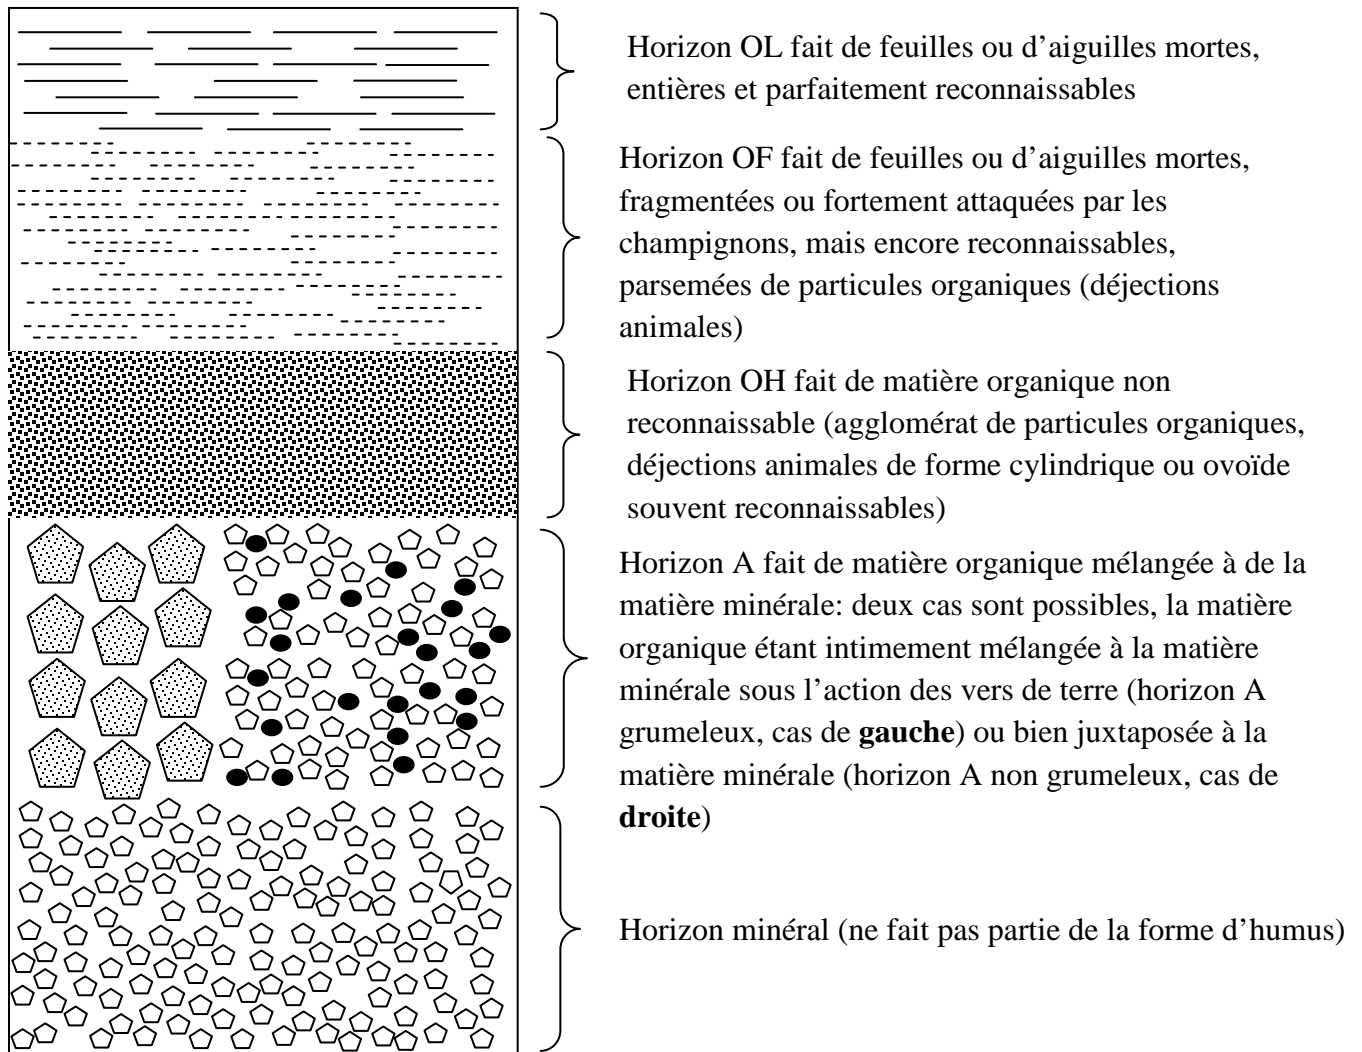 Horizon OL fait de feuilles ou d’aiguilles mortes,
entières et parfaitement reconnaissables
Horizon OF fait de feuilles ou d’aiguilles mortes,
fragmentées ou fortement attaquées par les
champignons, mais encore reconnaissables,
parsemées de particules organiques (déjections
animales)
Horizon OH fait de matière organique non
reconnaissable (agglomérat de particules organiques,
déjections animales de forme cylindrique ou ovoïde
souvent reconnaissables)
Horizon A fait de matière organique mélangée à de la
matière minérale: deux cas sont possibles, la matière
organique étant intimement mélangée à la matière
minérale sous l’action des vers de terre (horizon A
grumeleux, cas de gauche) ou bien juxtaposée à la
matière minérale (horizon A non grumeleux, cas de
droite)
Horizon minéral (ne fait pas partie de la forme d’humus)